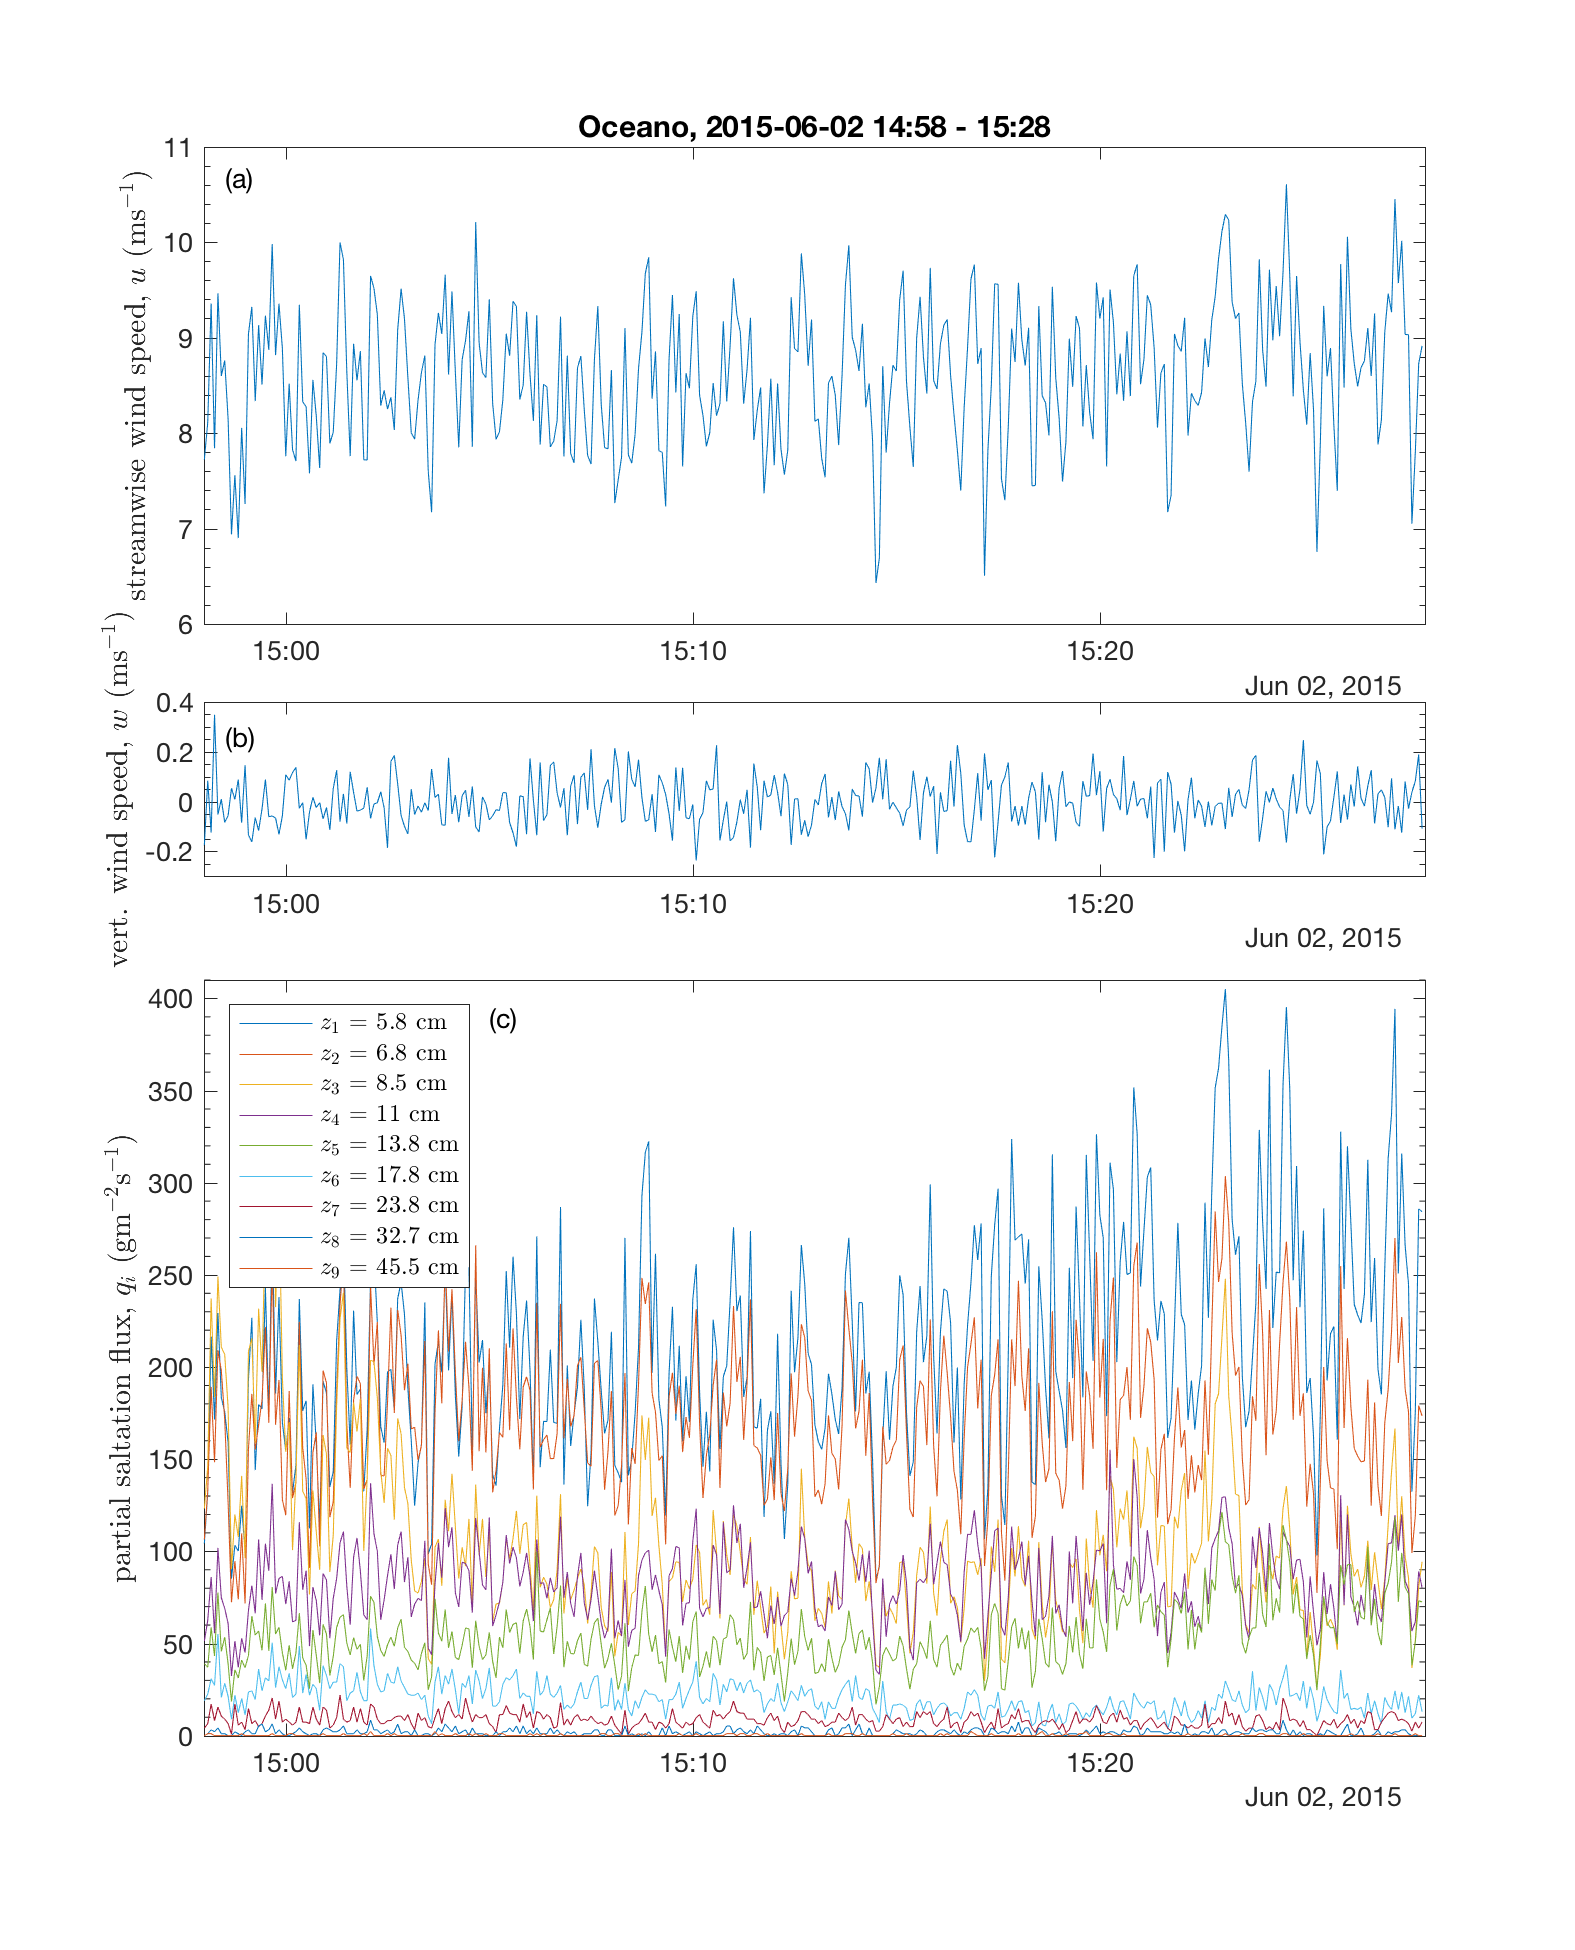 Oceano, 2015-06-02 14:58 - 15:28
(a)
streamwise wind speed, u (ms⁻¹)
11
10
9
8
7
6
15:00 15:10 15:20
Jun 02, 2015
(b)
vert. wind speed, w (ms⁻¹)
0.4
0.2
0
-0.2
15:00 15:10 15:20
Jun 02, 2015
(c)
partial saltation flux, qᵢ (gm⁻²s⁻¹)
400
350
300
250
200
150
100
50
0
z₁ = 5.8 cm
z₂ = 6.8 cm
z₃ = 8.5 cm
z₄ = 11 cm
z₅ = 13.8 cm
z₆ = 17.8 cm
z₇ = 23.8 cm
z₈ = 32.7 cm
z₉ = 45.5 cm
15:00 15:10 15:20
Jun 02, 2015